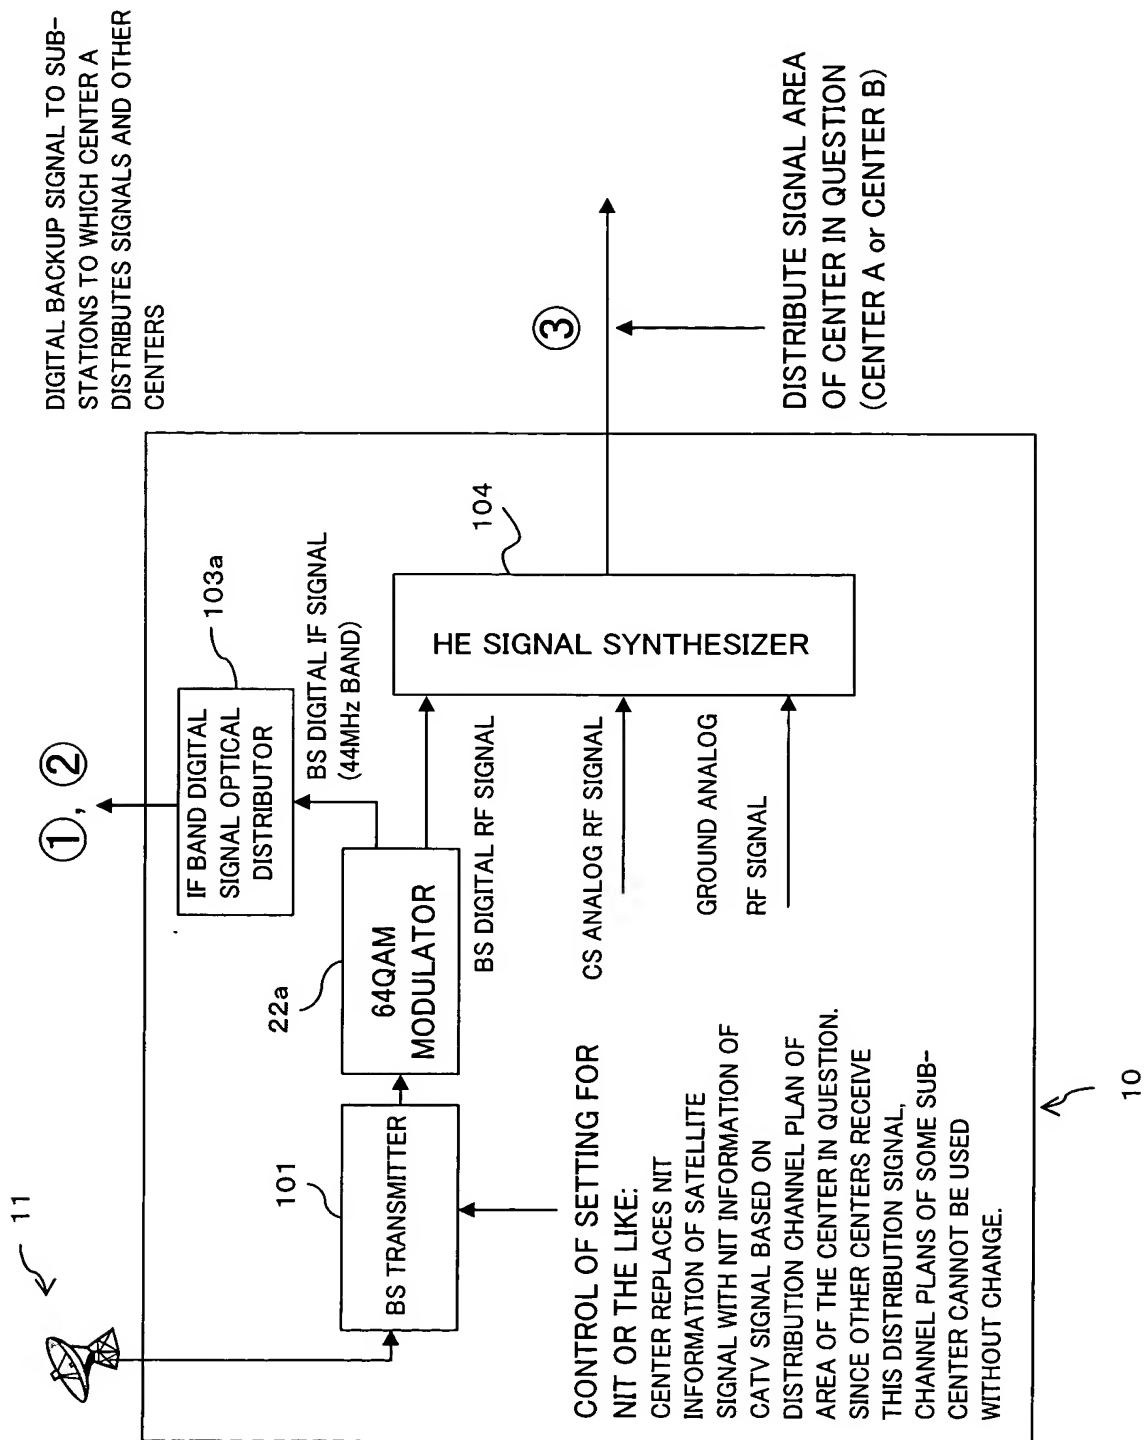 11
DIGITAL BACKUP SIGNAL TO SUB-
STATIONS TO WHICH CENTER A
DISTRIBUTES SIGNALS AND OTHER
CENTERS
①, ②
103a
IF BAND DIGITAL
SIGNAL OPTICAL
DISTRIBUTOR
BS DIGITAL IF SIGNAL
(44MHz BAND)
101
BS TRANSMITTER
22a
64QAM
MODULATOR
104
HE SIGNAL SYNTHESIZER
BS DIGITAL RF SIGNAL
CS ANALOG RF SIGNAL
GROUND ANALOG
RF SIGNAL
③
DISTRIBUTE SIGNAL AREA
OF CENTER IN QUESTION
(CENTER A or CENTER B)
CONTROL OF SETTING FOR
NIT OR THE LIKE:
CENTER REPLACES NIT
INFORMATION OF SATELLITE
SIGNAL WITH NIT INFORMATION OF
CATV SIGNAL BASED ON
DISTRIBUTION CHANNEL PLAN OF
AREA OF THE CENTER IN QUESTION.
SINCE OTHER CENTERS RECEIVE
THIS DISTRIBUTION SIGNAL,
CHANNEL PLANS OF SOME SUB-
CENTER CANNOT BE USED
WITHOUT CHANGE.
10